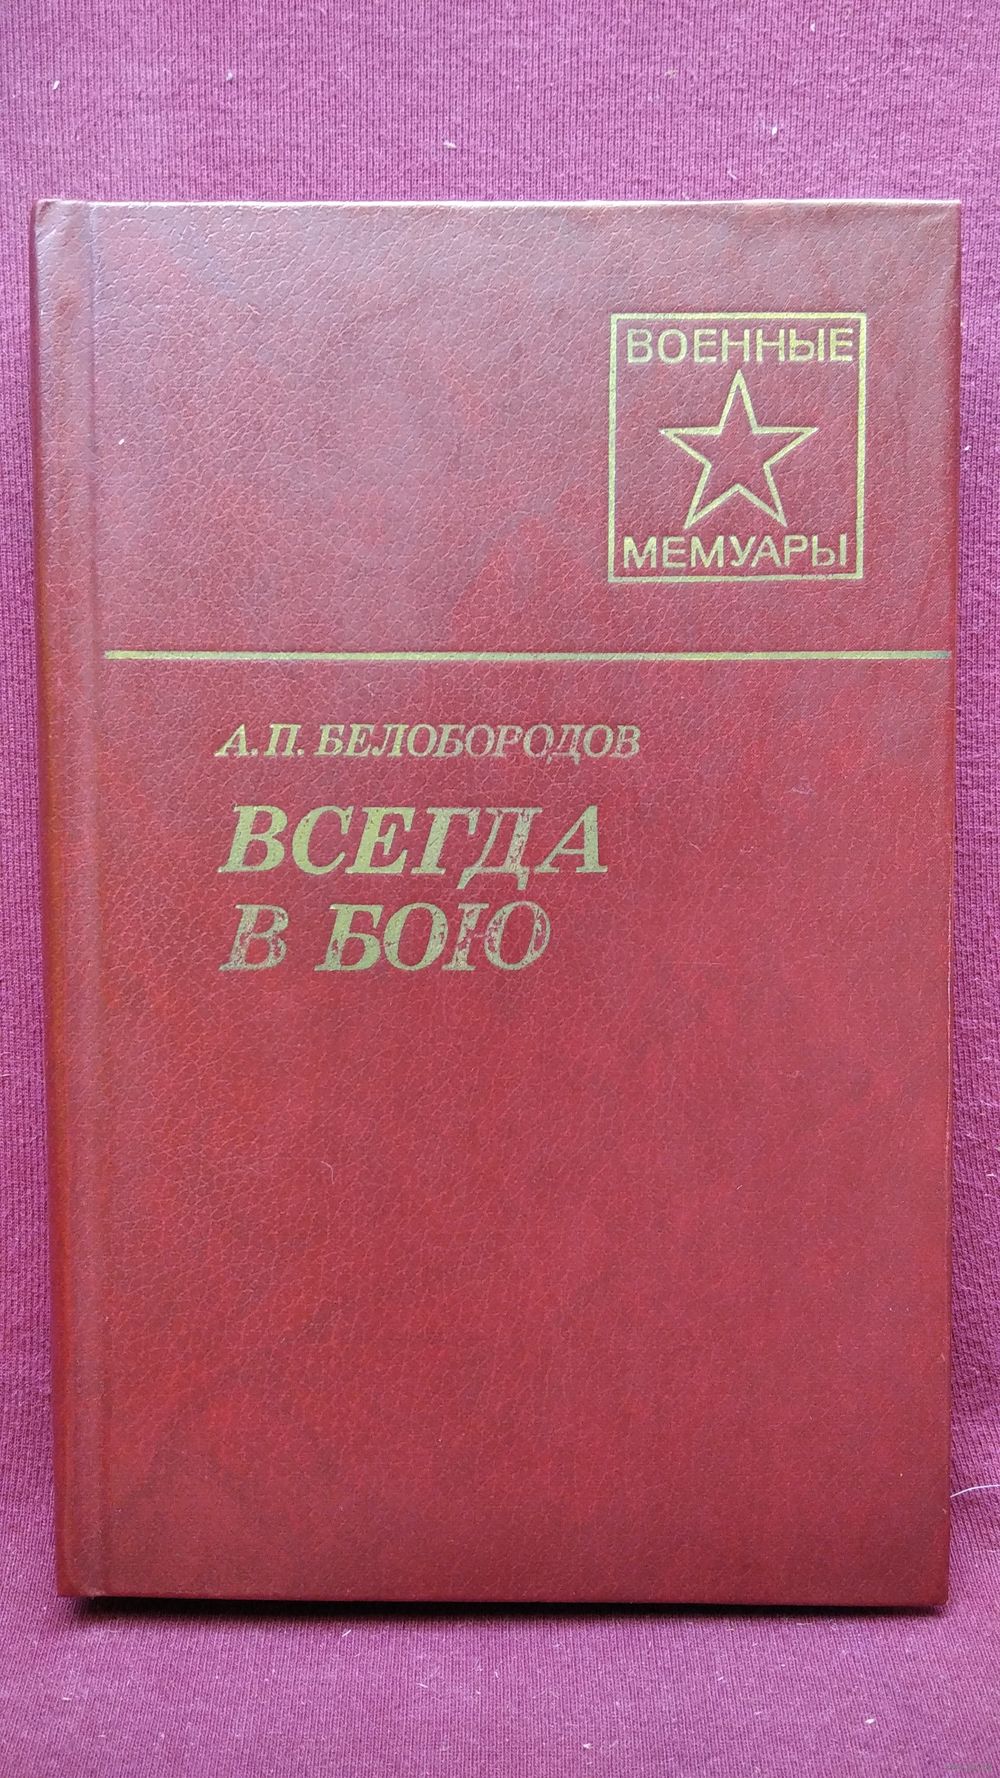 ВОЕННЫЕ
МЕМУАРЫ
А.П. БЕЛОБОРОДОВ
ВСЕГДА
В БОЮ